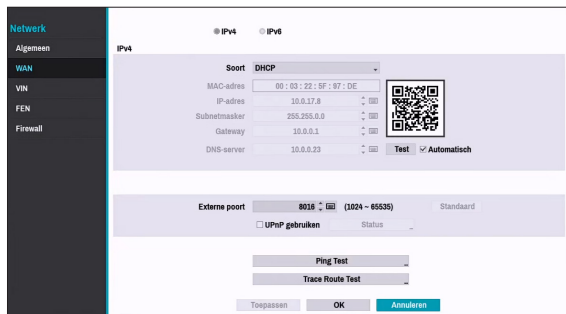 Netwerk
Algemeen
WAN
VIN
FEN
Firewall
IPv4 IPv6
IPv4
Soort DHCP
MAC-adres 00 : 03 : 22 : 5F : 67 : DE
IP-adres 10.0.17.8
Subnetmasker 255.255.0.0
Gateway 10.0.0.1
DNS-server 10.0.0.23 Test Automatisch
Externe poort 8016 (1024 ~ 65535) Standaard
UPnP gebruiken Status
Ping Test
Trace Route Test
Toepassen OK Annuleren